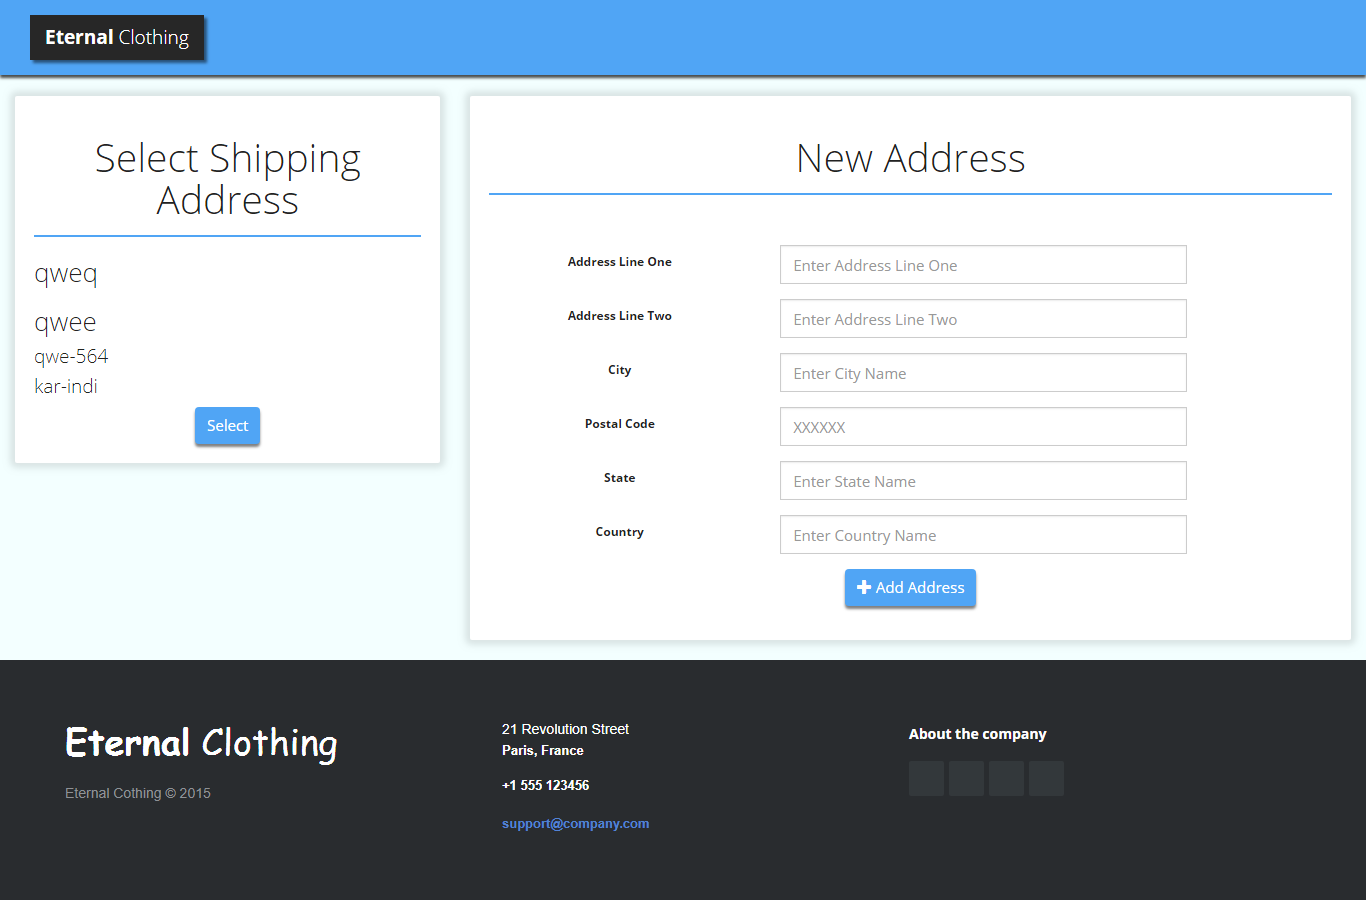 Eternal Clothing
Select Shipping
Address
qweq
qwee
qwe-564
kar-indi
Select
New Address
Address Line One
Enter Address Line One
Address Line Two
Enter Address Line Two
City
Enter City Name
Postal Code
XXXXXX
State
Enter State Name
Country
Enter Country Name
Add Address
Eternal Clothing
Eternal Cothing © 2015
21 Revolution Street
Paris, France
+1 555 123456
support@company.com
About the company